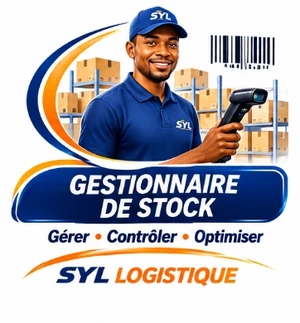 SYL
SYL
GESTIONNAIRE
DE STOCK
Gérer • Contrôler • Optimiser
SYL LOGISTIQUE